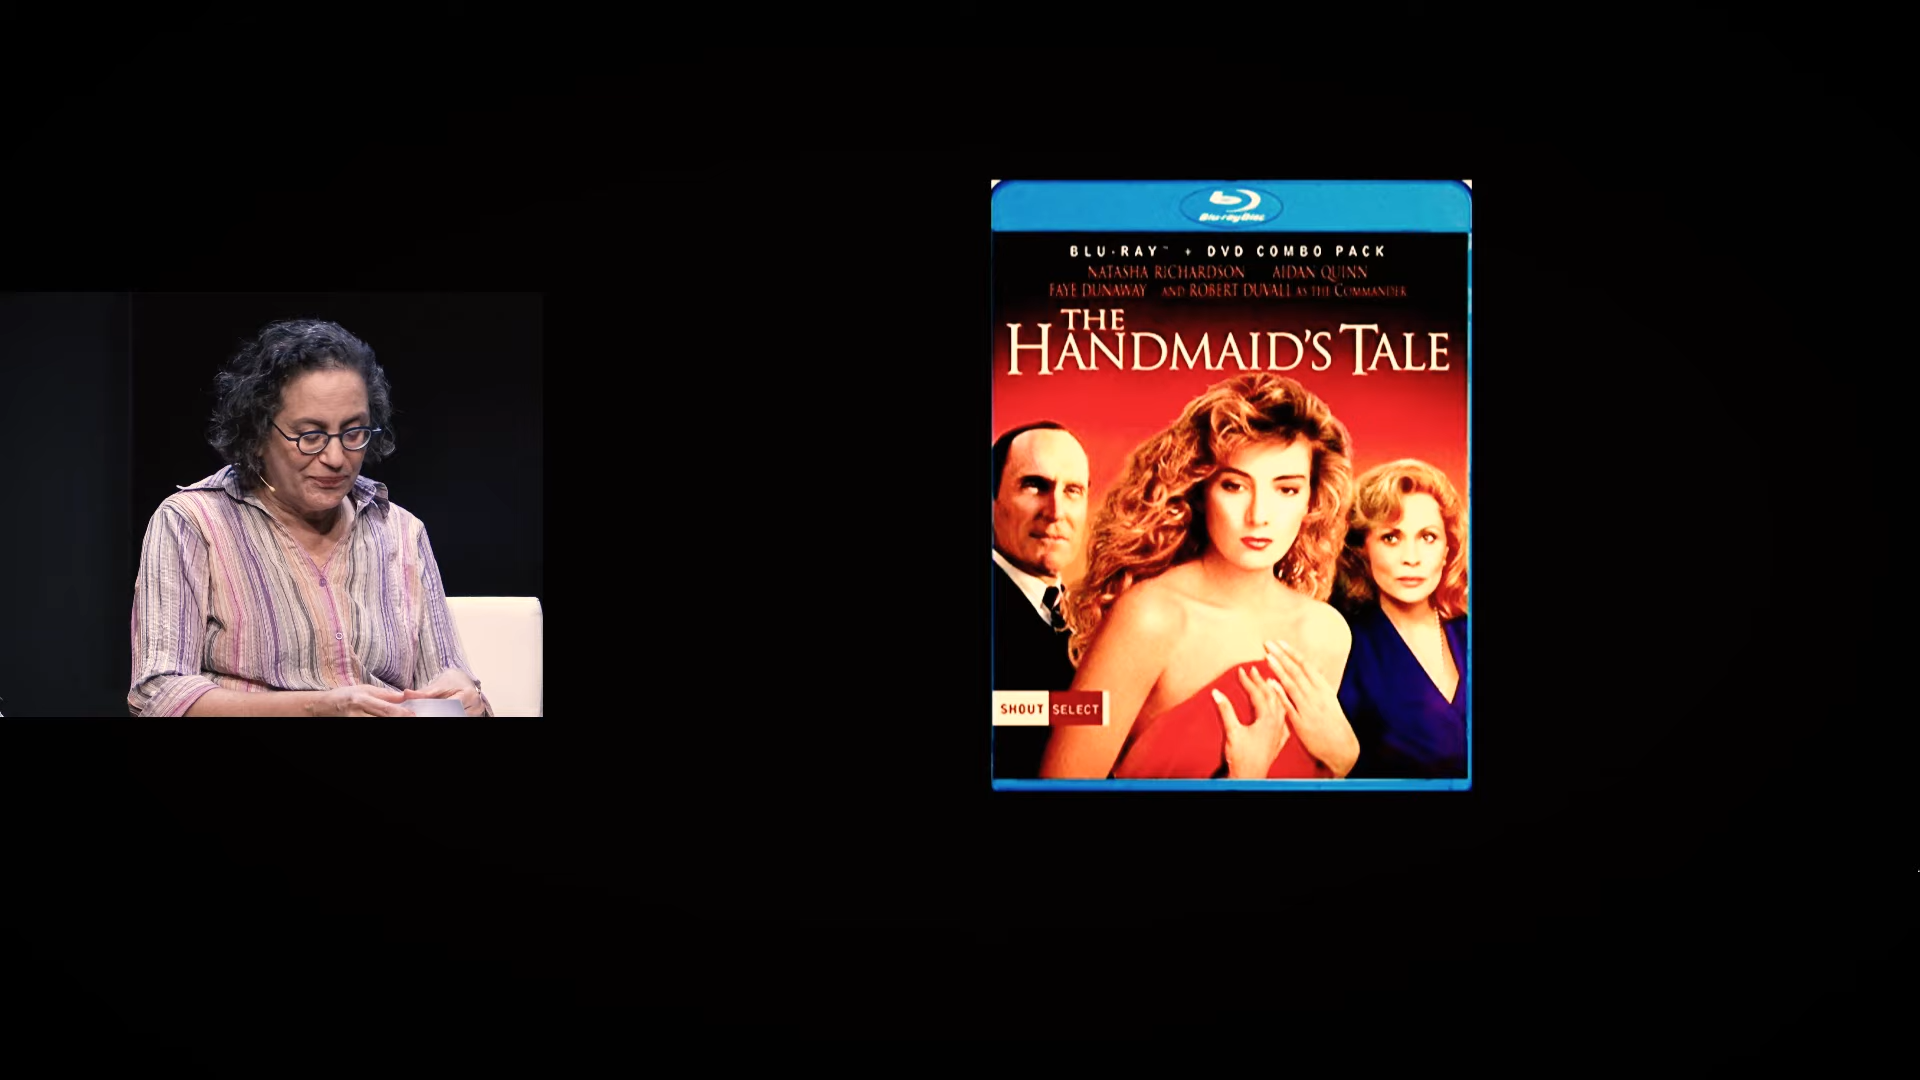 Blu-ray Disc
BLU-RAY™ + DVD COMBO PACK
NATASHA RICHARDSON AIDAN QUINN
FAYE DUNAWAY AND ROBERT DUVALL AS THE COMMANDER
THE
HANDMAID'S TALE
SHOUT SELECT